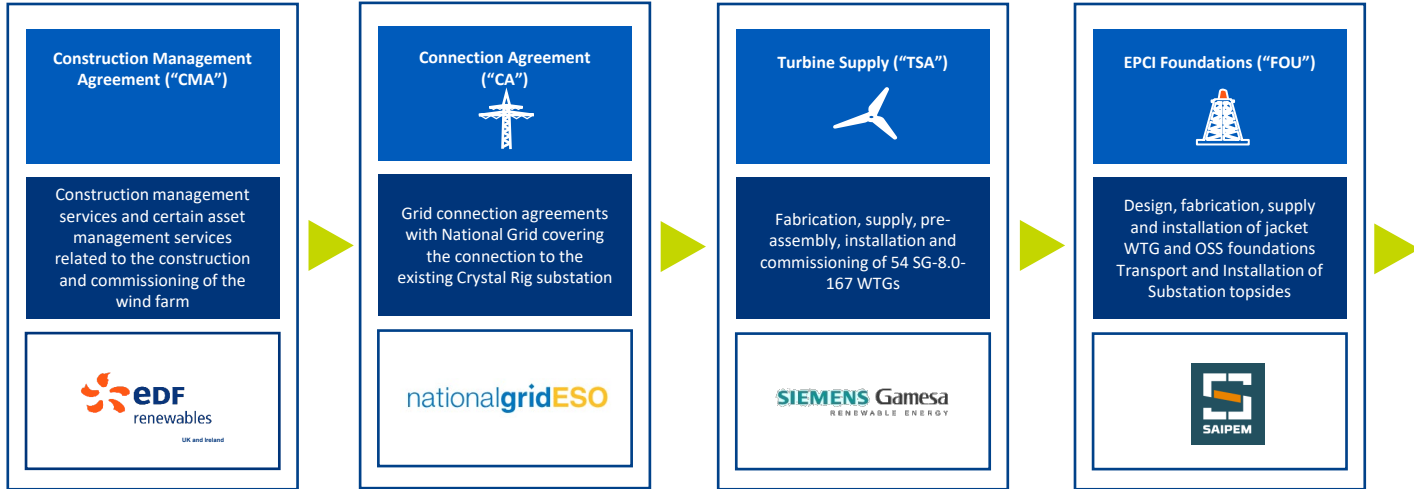 Construction Management
Agreement (“CMA”)
Construction management
services and certain asset
management services
related to the construction
and commissioning of the
wind farm
eDF
renewables
UK and Ireland
Connection Agreement
(“CA”)
Grid connection agreements
with National Grid covering
the connection to the
existing Crystal Rig substation
nationalgridESO
Turbine Supply (“TSA”)
Fabrication, supply, pre-
assembly, installation and
commissioning of 54 SG-8.0-
167 WTGs
SIEMENS Gamesa
RENEWABLE ENERGY
EPCI Foundations (“FOU”)
Design, fabrication, supply
and installation of jacket
WTG and OSS foundations
Transport and Installation of
Substation topsides
SAIPEM